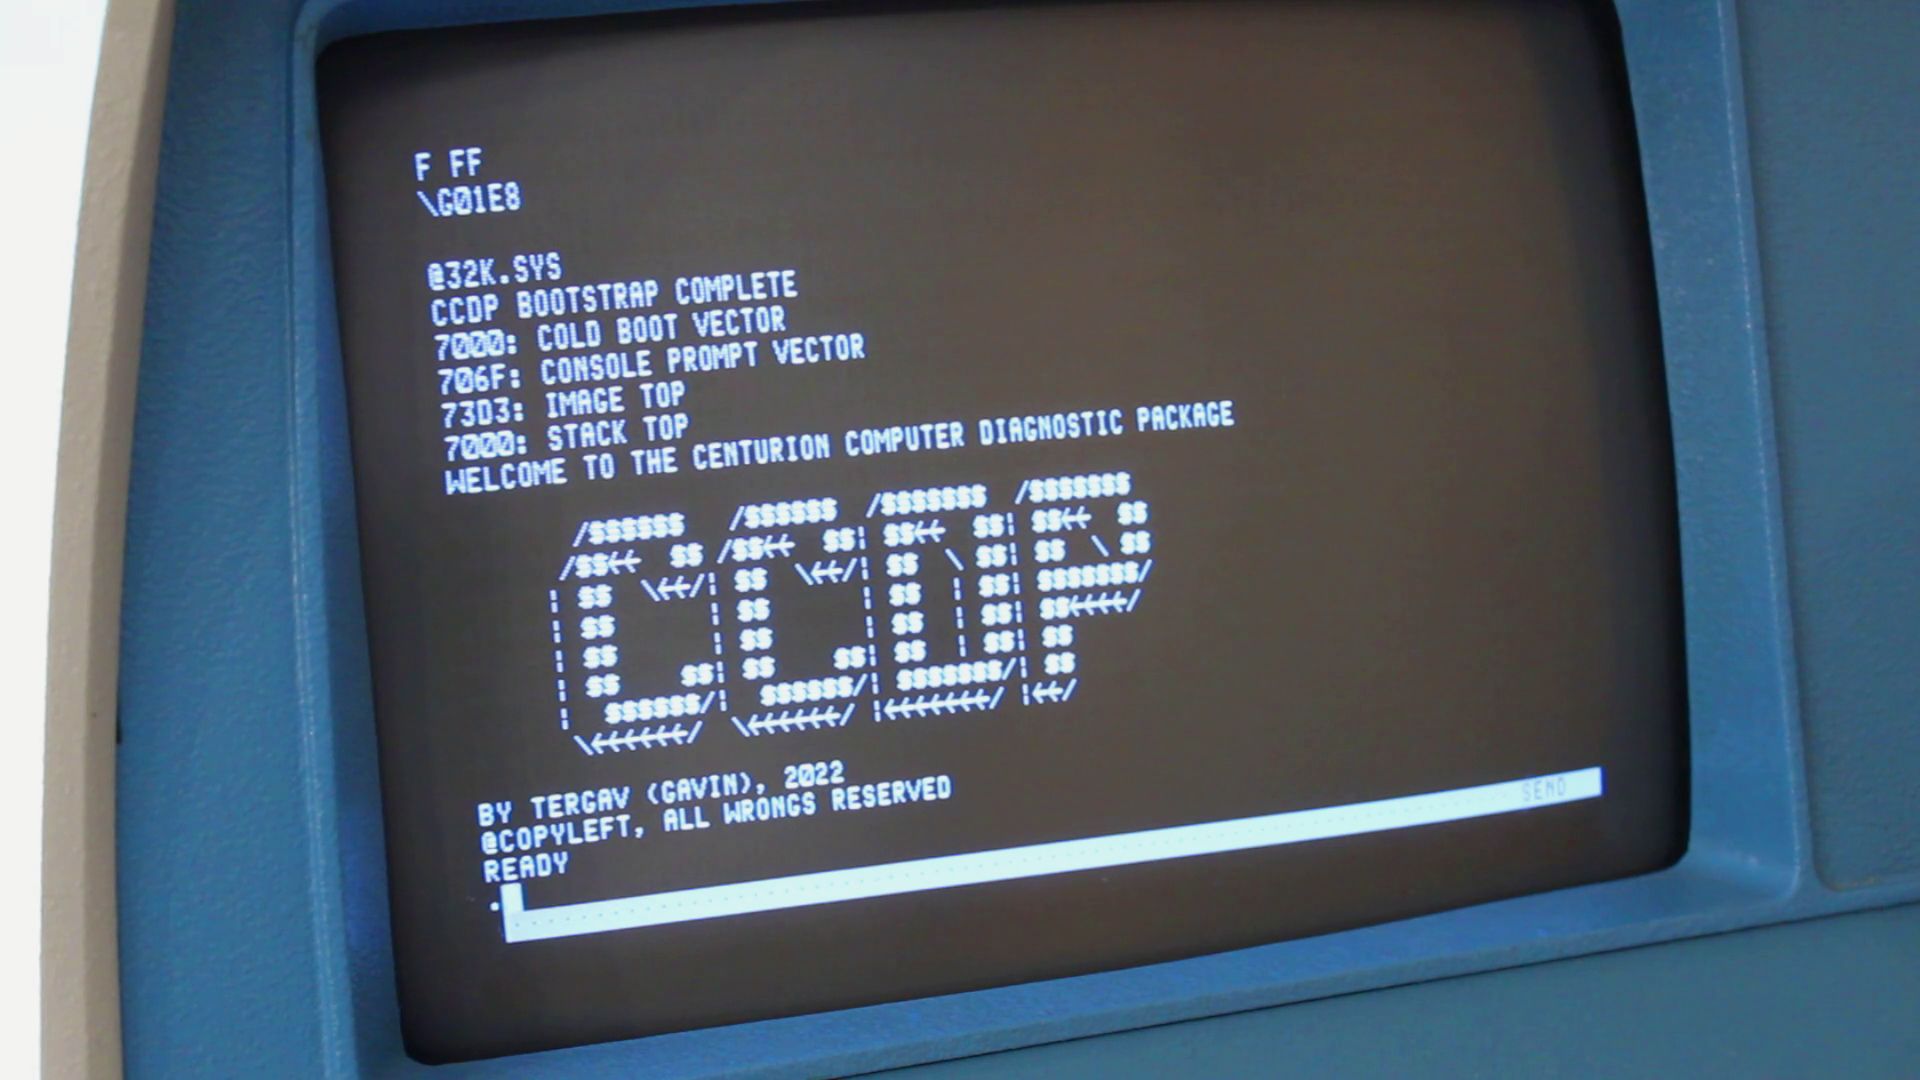 F FF
\G01E8
@32K.SYS
CCDP BOOTSTRAP COMPLETE
7000: COLD BOOT VECTOR
706F: CONSOLE PROMPT VECTOR
73D3: IMAGE TOP
7000: STACK TOP
WELCOME TO THE CENTURION COMPUTER DIAGNOSTIC PACKAGE
CCDP
BY TERGAV (GAVIN), 2022
@COPYLEFT, ALL WRONGS RESERVED
READY
.
SEND